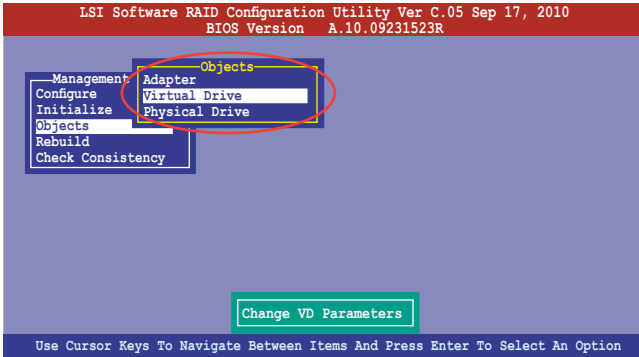 LSI Software RAID Configuration Utility Ver C.05 Sep 17, 2010
BIOS Version A.10.09231523R
Management
Configure
Initialize
Objects
Rebuild
Check Consistency
Objects
Adapter
Virtual Drive
Physical Drive
Change VD Parameters
Use Cursor Keys To Navigate Between Items And Press Enter To Select An Option